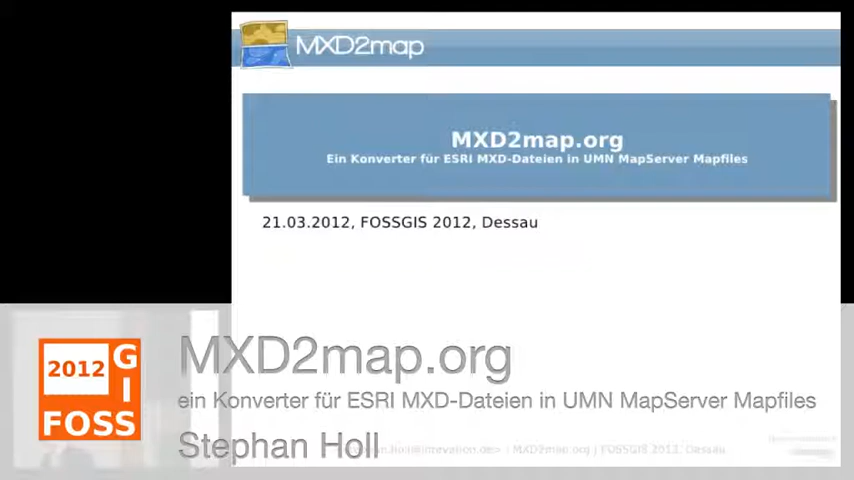 MXD2map
MXD2map.org
Ein Konverter für ESRI MXD-Dateien in UMN MapServer Mapfiles
21.03.2012, FOSSGIS 2012, Dessau
2012 G
I
FOSS
MXD2map.org
ein Konverter für ESRI MXD-Dateien in UMN MapServer Mapfiles
Stephan Holl
| MXD2map.org | FOSSGIS 2012, Dessau